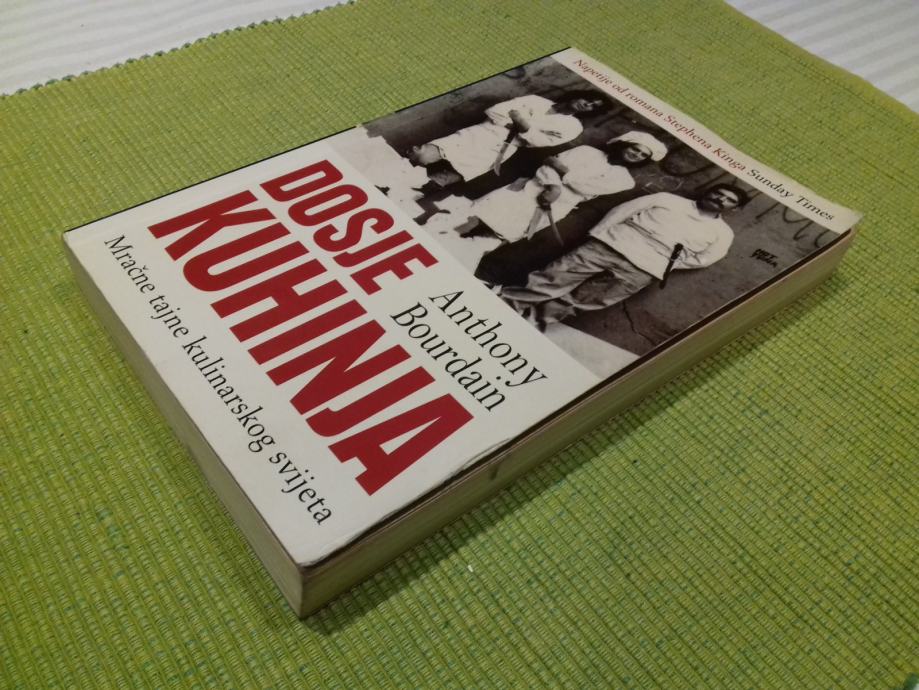 Napetije od romana Stephena Kinga Sunday Times
Anthony
Bourdain
DOSJE
KUHINJA
Mračne tajne kulinarskog svijeta